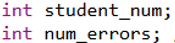 int student_num;
int num_errors;